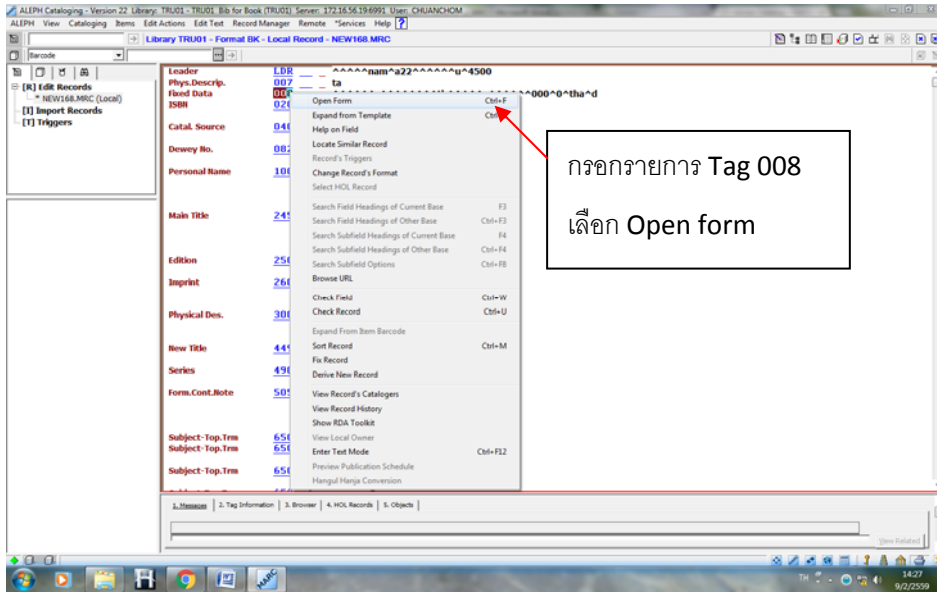 ALEPH Cataloging - Version 22 Library: TRU01 - TRU01 Bib for Book (TRU01) Server: 172.16.56.19:6991 User: CHUANCHOM
ALEPH View Cataloging Items Edit Actions Edit Text Record Manager Remote *Services Help
Library TRU01 - Format BK - Local Record - NEW168.MRC
Barcode
[R] Edit Records
* NEW168.MRC (Local)
[I] Import Records
[T] Triggers
Leader LDR ^^^^^nam^a22^^^^^^u^4500
Phys.Descrip. 007 ta
Fixed Data 00 ^000^0^tha^d
ISBN 020
Catal. Source 040
Dewey No. 082
Personal Name 100
Main Title 245
Edition 250
Imprint 260
Physical Des. 300
New Title 449
Series 490
Form.Cont.Note 505
Subject-Top.Trm 650
Subject-Top.Trm 650
Subject-Top.Trm 650
Open Form Ctrl+F
Expand from Template
Help on Field
Locate Similar Record
Record's Triggers
Change Record's Format
Select HOL Record
Search Field Headings of Current Base F3
Search Field Headings of Other Base Ctrl+F3
Search Subfield Headings of Current Base F4
Search Subfield Headings of Other Base Ctrl+F4
Search Subfield Options Ctrl+F8
Browse URL
Check Field Ctrl+W
Check Record Ctrl+U
Expand From Item Barcode
Sort Record Ctrl+M
Fix Record
Derive New Record
View Record's Catalogers
View Record History
Show RDA Toolkit
View Local Owner
Enter Text Mode Ctrl+F12
Preview Publication Schedule
Hangul Hanja Conversion
กรอกรายการ Tag 008
เลือก Open form
1. Messages 2. Tag Information 3. Browser 4. HOL Records 5. Objects
View Related
TH 14:27
9/2/2559